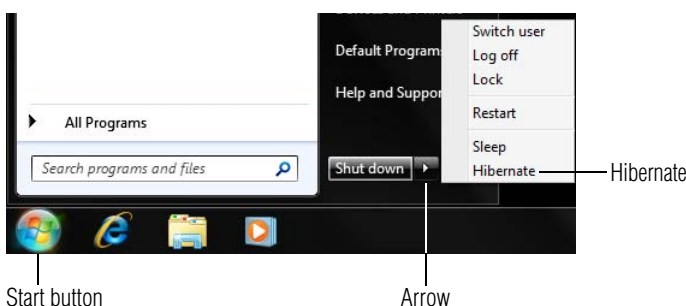 Switch user
Default Programs
Log off
Lock
Help and Suppor
Restart
All Programs
Sleep
Search programs and files
Shut down
Hibernate
Hibernate
Start button
Arrow